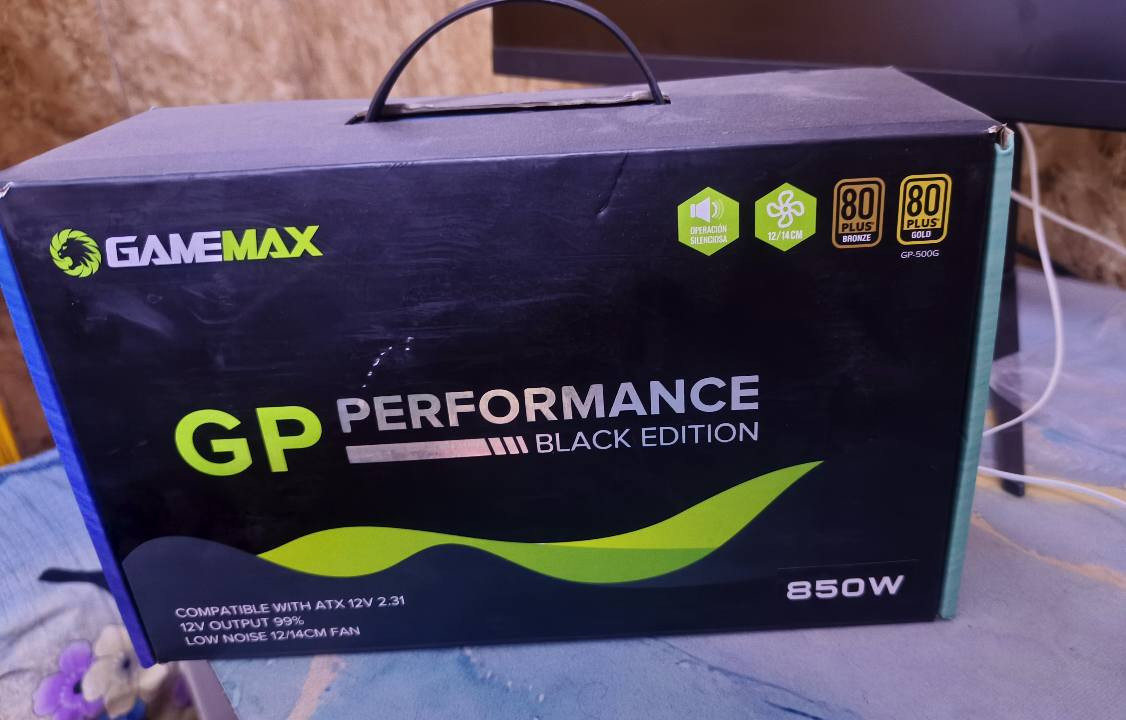 GAMEMAX
OPERACIÓN
SILENCIOSA
12/14CM
80
PLUS
BRONZE
80
PLUS
GOLD
GP-500G
GP PERFORMANCE
BLACK EDITION
COMPATIBLE WITH ATX 12V 2.31
12V OUTPUT 99%
LOW NOISE 12/14CM FAN
850W